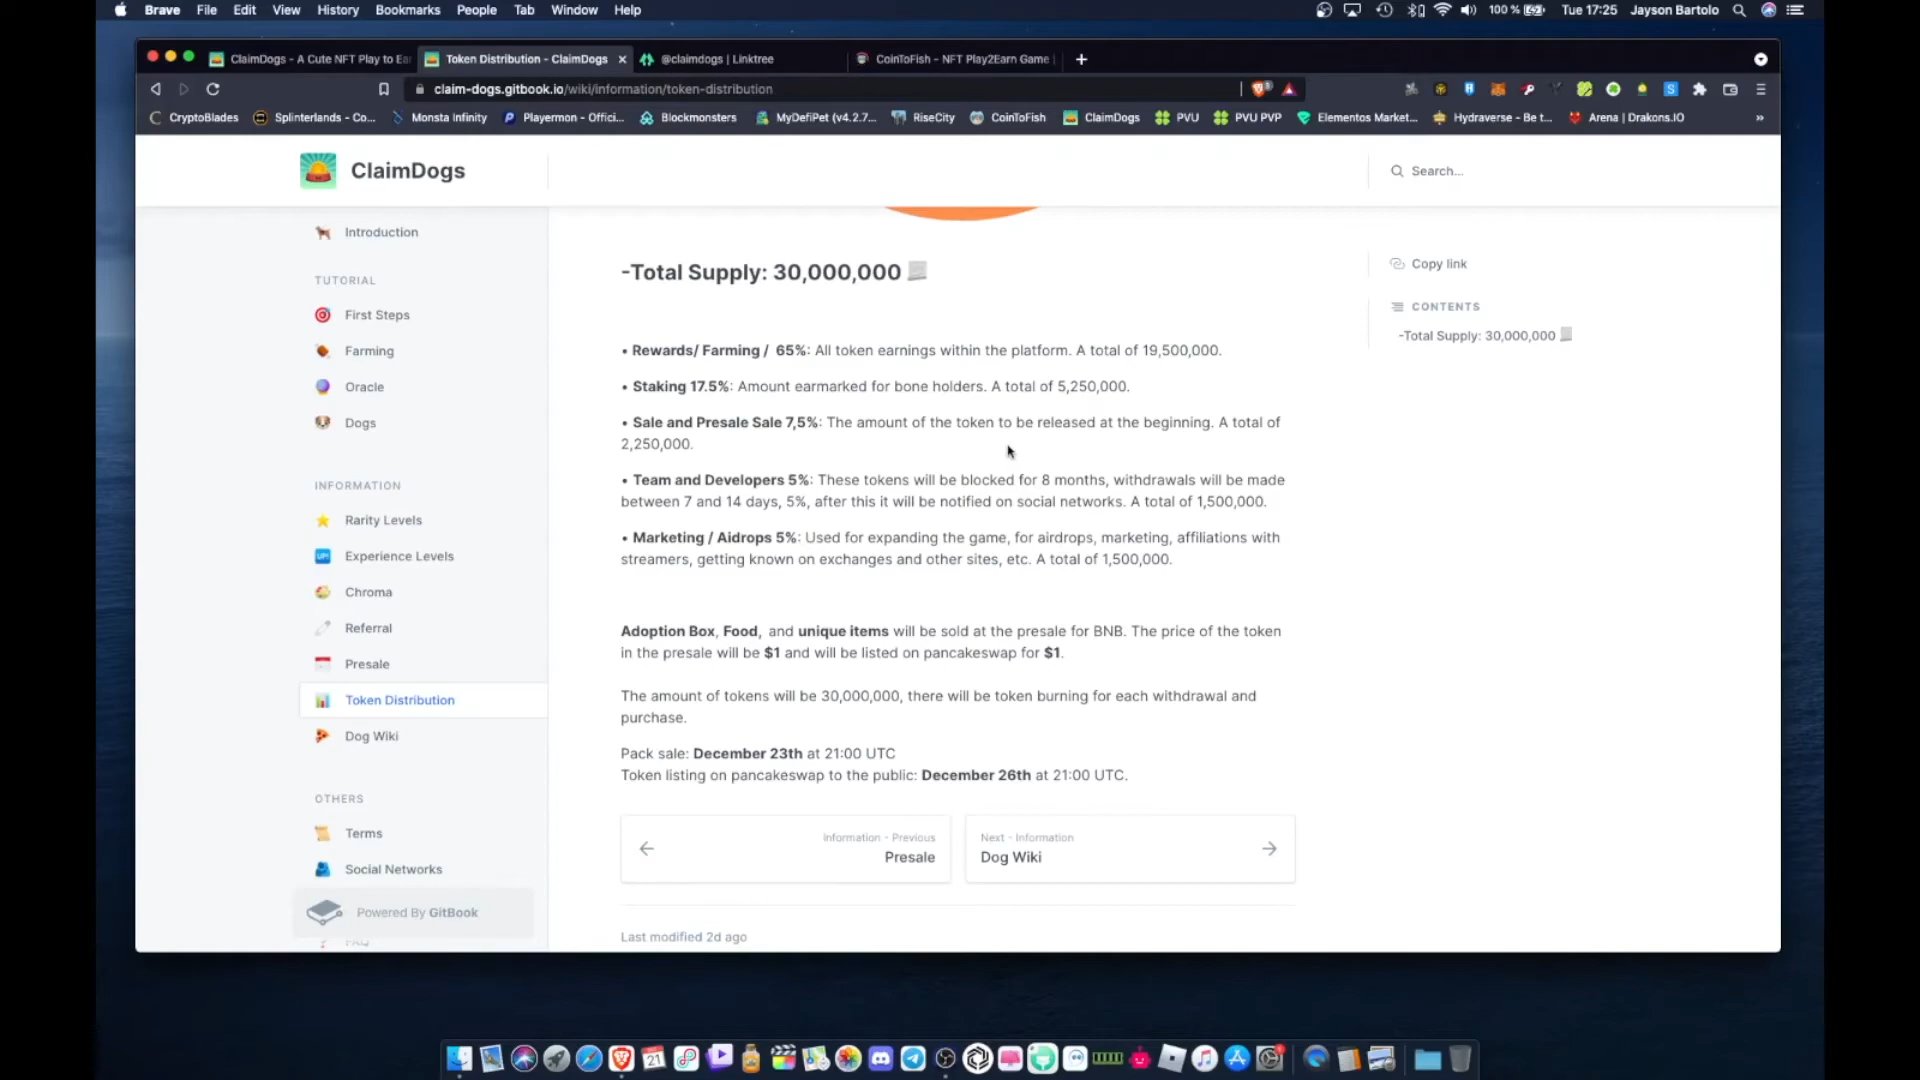 Brave File Edit View History Bookmarks People Tab Window Help 100 % Tue 17:25 Jayson Bartolo
ClaimDogs - A Cute NFT Play to Ear Token Distribution - ClaimDogs @claimdogs | Linktree CoinToFish - NFT Play2Earn Game
claim-dogs.gitbook.io/wiki/information/token-distribution
CryptoBlades Splinterlands - Co... Monsta Infinity Playermon - Offici... Blockmonsters MyDefiPet (v4.2.7... RiseCity CoinToFish ClaimDogs PVU PVU PVP Elementos Market... Hydraverse - Be t... Arena | Drakons.IO »
ClaimDogs
Search...
Introduction
TUTORIAL
First Steps
Farming
Oracle
Dogs
INFORMATION
Rarity Levels
Experience Levels
Chroma
Referral
Presale
Token Distribution
Dog Wiki
OTHERS
Terms
Social Networks
Powered By GitBook
FAQ
-Total Supply: 30,000,000
• Rewards/ Farming / 65%: All token earnings within the platform. A total of 19,500,000.
• Staking 17.5%: Amount earmarked for bone holders. A total of 5,250,000.
• Sale and Presale Sale 7,5%: The amount of the token to be released at the beginning. A total of
2,250,000.
• Team and Developers 5%: These tokens will be blocked for 8 months, withdrawals will be made
between 7 and 14 days, 5%, after this it will be notified on social networks. A total of 1,500,000.
• Marketing / Aidrops 5%: Used for expanding the game, for airdrops, marketing, affiliations with
streamers, getting known on exchanges and other sites, etc. A total of 1,500,000.
Adoption Box, Food, and unique items will be sold at the presale for BNB. The price of the token
in the presale will be $1 and will be listed on pancakeswap for $1.
The amount of tokens will be 30,000,000, there will be token burning for each withdrawal and
purchase.
Pack sale: December 23th at 21:00 UTC
Token listing on pancakeswap to the public: December 26th at 21:00 UTC.
Information - Previous
Presale
Next - Information
Dog Wiki
Last modified 2d ago
Copy link
CONTENTS
-Total Supply: 30,000,000
21